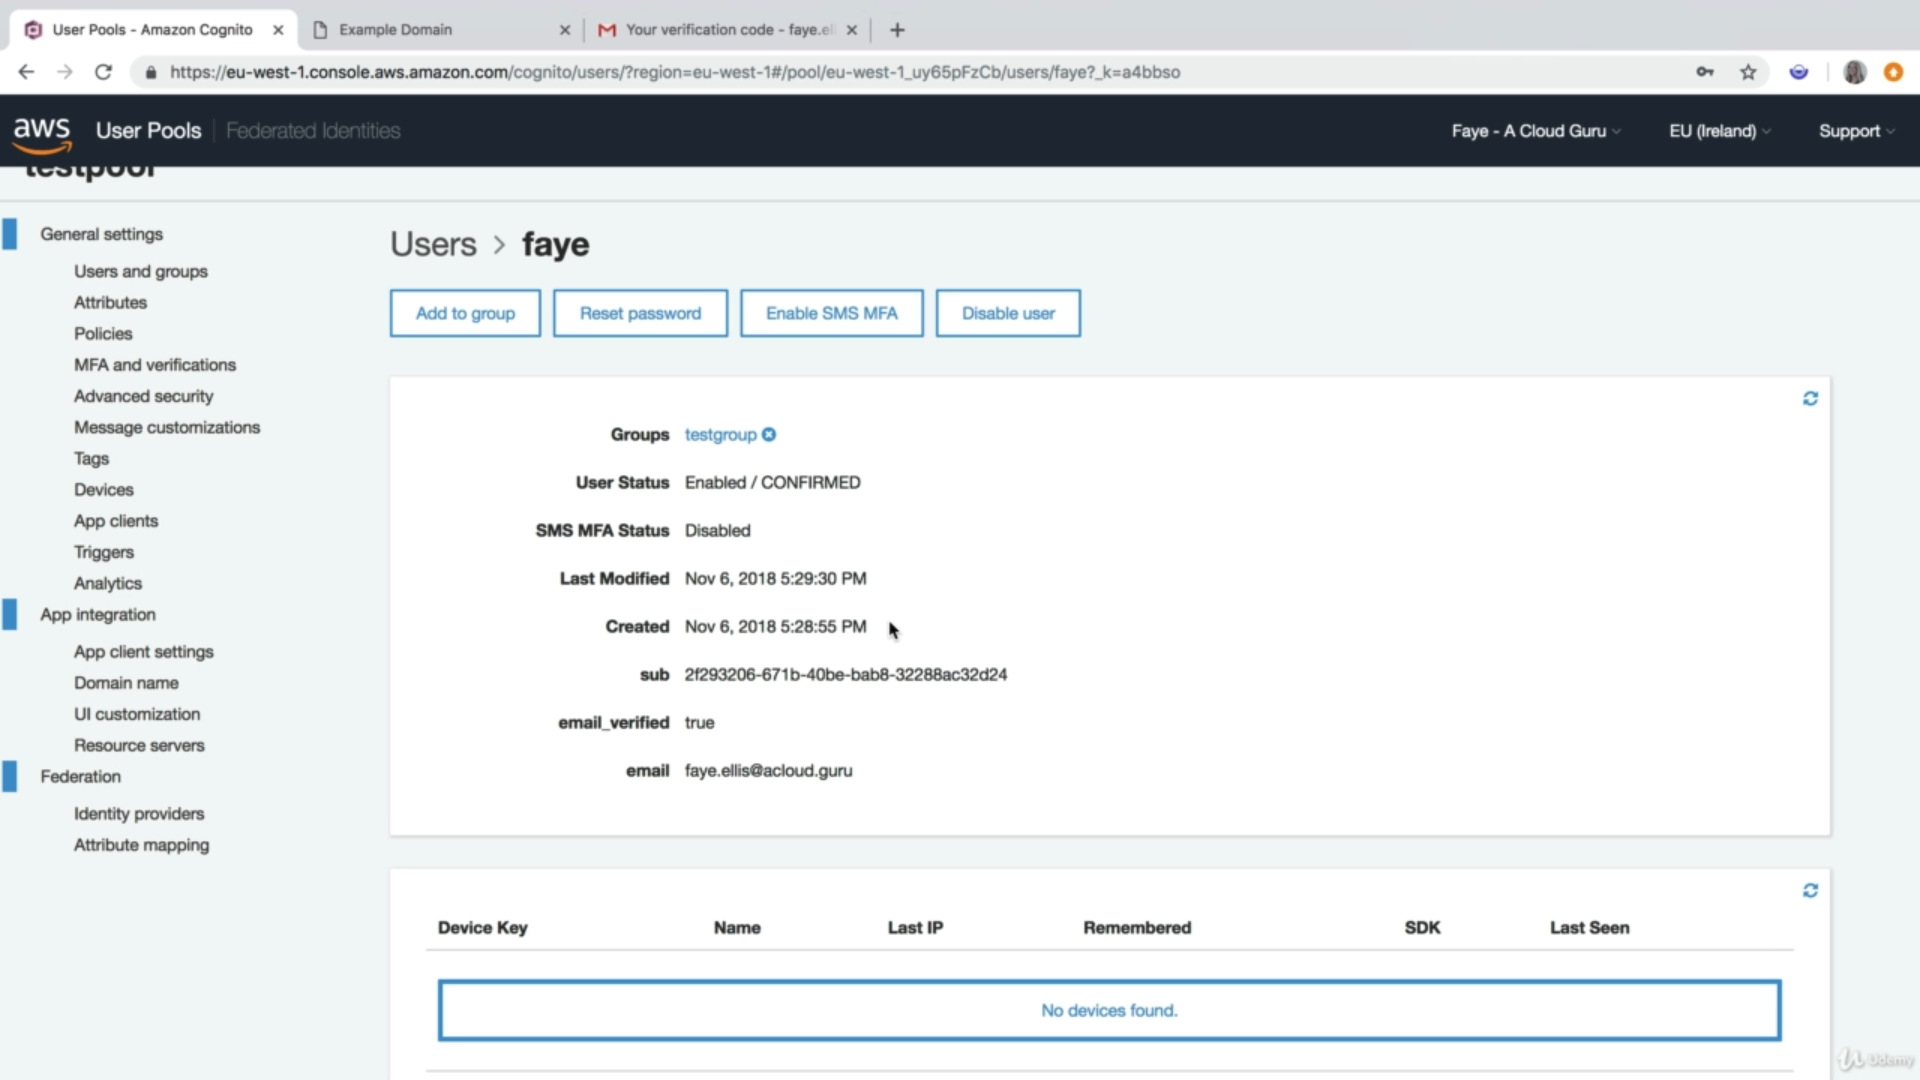 User Pools - Amazon Cognito
Example Domain
Your verification code - faye.el
https://eu-west-1.console.aws.amazon.com/cognito/users/?region=eu-west-1#/pool/eu-west-1_uy65pFzCb/users/faye?_k=a4bbso
aws User Pools Federated Identities Faye - A Cloud Guru EU (Ireland) Support
testpool
General settings
Users and groups
Attributes
Policies
MFA and verifications
Advanced security
Message customizations
Tags
Devices
App clients
Triggers
Analytics
App integration
App client settings
Domain name
UI customization
Resource servers
Federation
Identity providers
Attribute mapping
Users > faye
Add to group Reset password Enable SMS MFA Disable user
Groups testgroup
User Status Enabled / CONFIRMED
SMS MFA Status Disabled
Last Modified Nov 6, 2018 5:29:30 PM
Created Nov 6, 2018 5:28:55 PM
sub 2f293206-671b-40be-bab8-32288ac32d24
email_verified true
email faye.ellis@acloud.guru
Device Key Name Last IP Remembered SDK Last Seen
No devices found.
Udemy